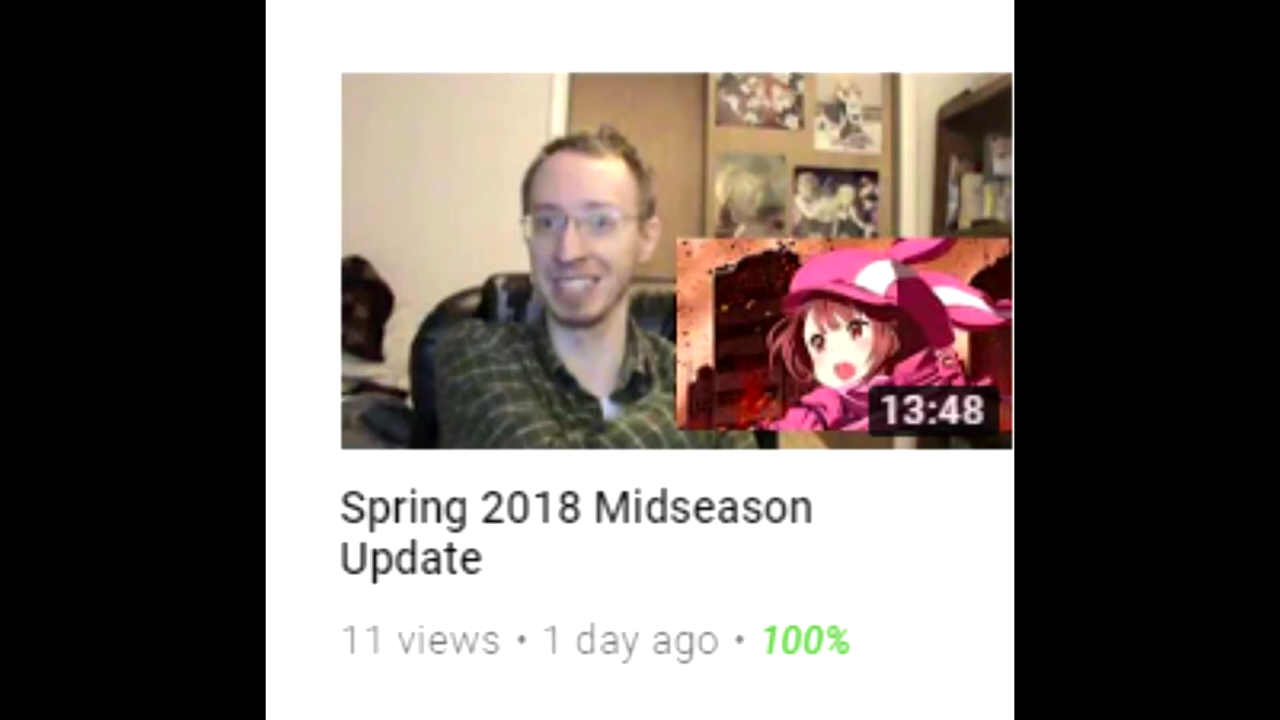 13:48
Spring 2018 Midseason
Update
11 views • 1 day ago • 100%